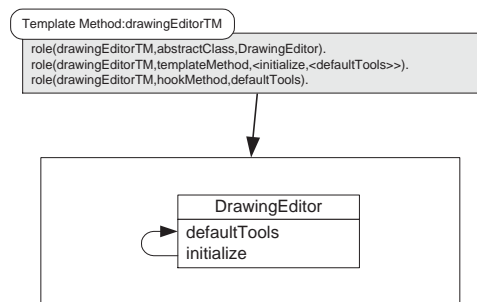 Template Method:drawingEditorTM
role(drawingEditorTM,abstractClass,DrawingEditor).
role(drawingEditorTM,templateMethod,<initialize,<defaultTools>>).
role(drawingEditorTM,hookMethod,defaultTools).
DrawingEditor
defaultTools
initialize